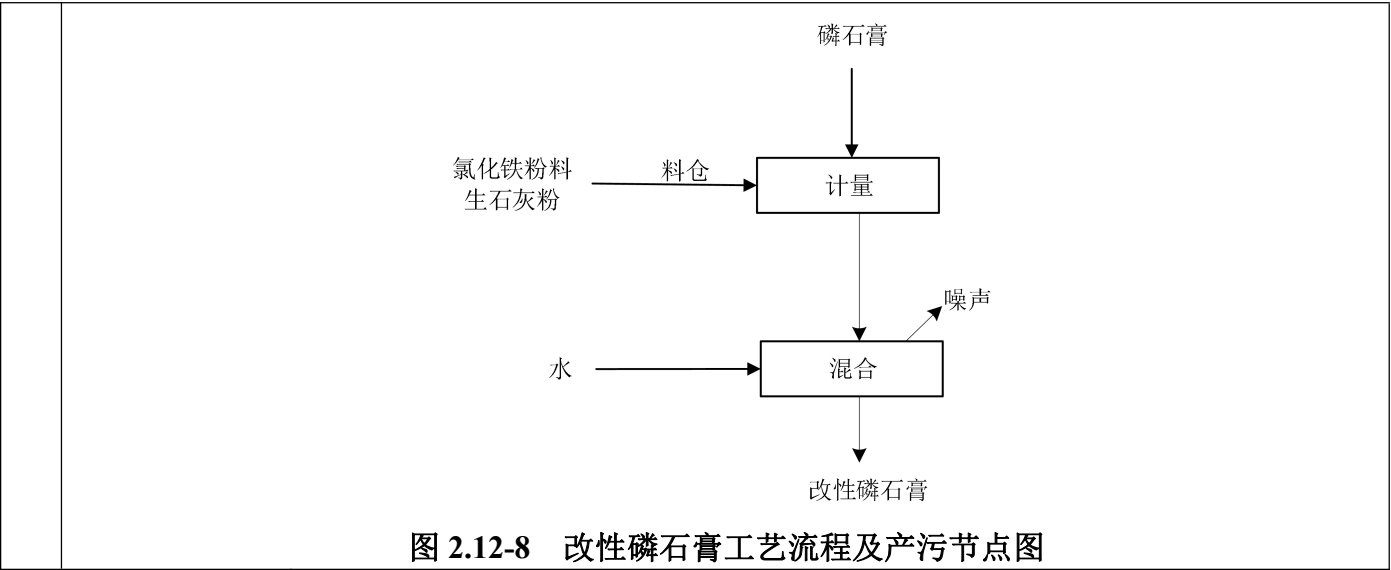 磷石膏
氯化铁粉料
生石灰粉
料仓
计量
噪声
水
混合
改性磷石膏
图 2.12-8 改性磷石膏工艺流程及产污节点图